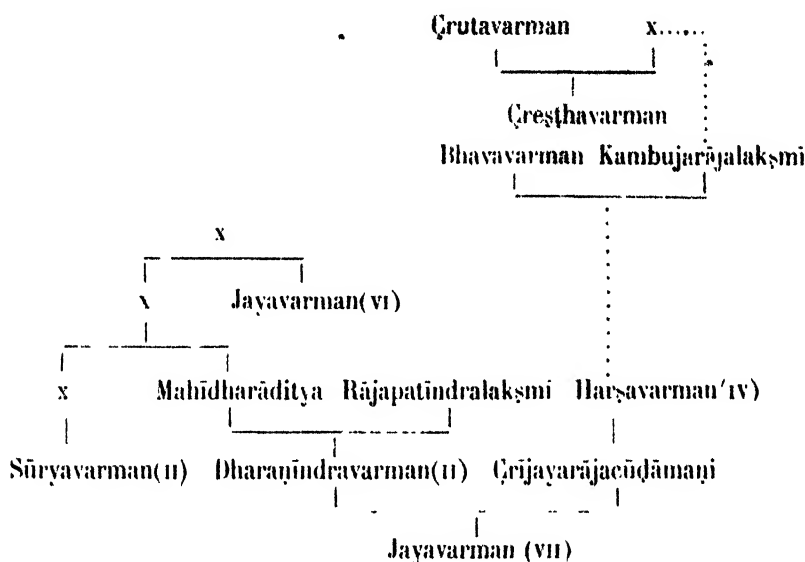 Çrutavarman x......
Çreṣṭhavarman
Bhavavarman Kambujarājalakṣmi
x
x Jayavarman(VI)
x Mahīdharāditya Rājapatīndralakṣmi Harṣavarman'IV)
Sūryavarman(II) Dharaṇīndravarman(II) Çrījayarājacūḍāmaṇi
Jayavarman (VII)